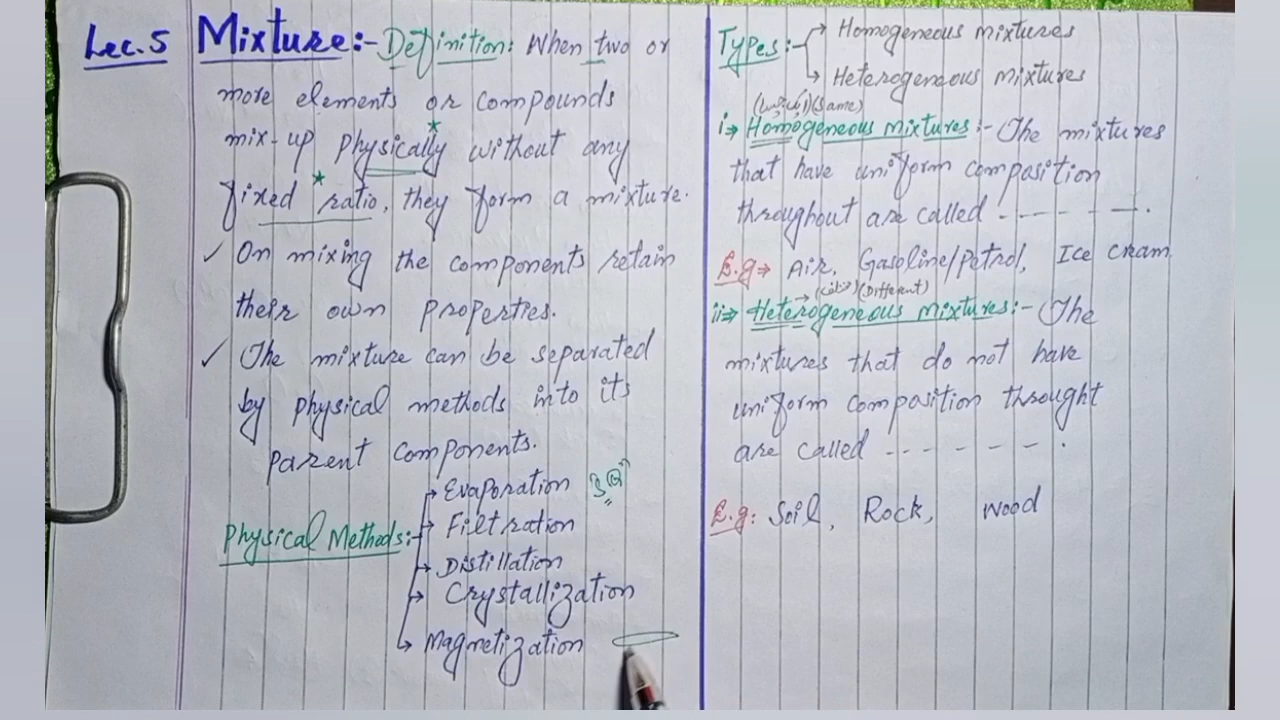 Lec. 5
Mixture:- Definition: When two or
more elements or compounds
mix-up physically without any
fixed ratio, they form a mixture.
✓ On mixing the components retain
their own properties.
✓ The mixture can be separated
by physical methods into its
parent components.
Physical Methods:-
→ Evaporation
→ Filtration
→ Distillation
→ Crystallization
→ Magnetization
Types:-
→ Homogeneous mixtures
→ Heterogeneous mixtures
(Same)
i⇒ Homogeneous mixtures:- The mixtures
that have uniform composition
throughout are called - - - - - -.
E.g⇒ Air, Gasoline/Petrol, Ice cream
(Different)
ii⇒ Heterogeneous mixtures:- The
mixtures that do not have
uniform composition throught
are called - - - - - - .
E.g: Soil, Rock, wood